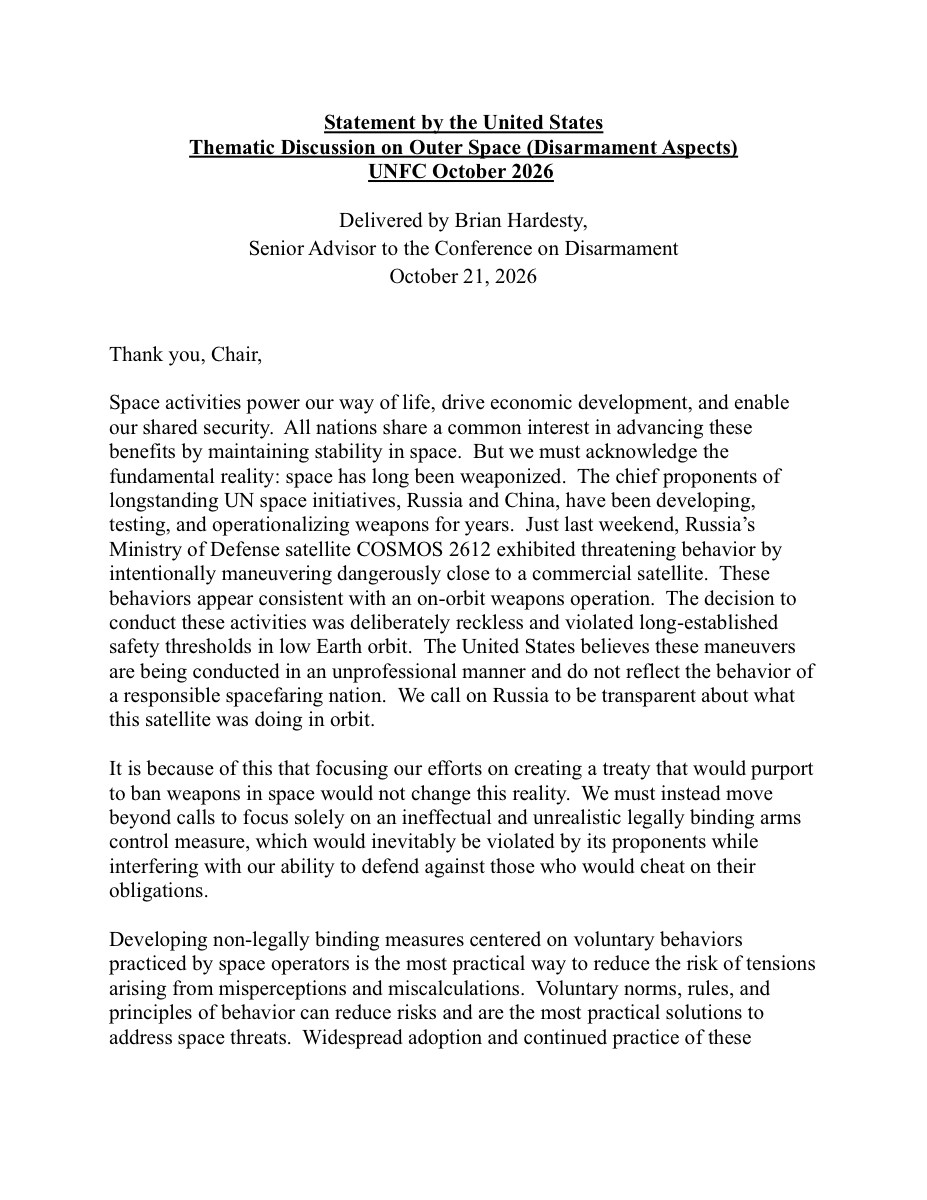 Statement by the United States
Thematic Discussion on Outer Space (Disarmament Aspects)
UNFC October 2026
Delivered by Brian Hardesty,
Senior Advisor to the Conference on Disarmament
October 21, 2026
Thank you, Chair,
Space activities power our way of life, drive economic development, and enable
our shared security.  All nations share a common interest in advancing these
benefits by maintaining stability in space.  But we must acknowledge the
fundamental reality: space has long been weaponized.  The chief proponents of
longstanding UN space initiatives, Russia and China, have been developing,
testing, and operationalizing weapons for years.  Just last weekend, Russia’s
Ministry of Defense satellite COSMOS 2612 exhibited threatening behavior by
intentionally maneuvering dangerously close to a commercial satellite.  These
behaviors appear consistent with an on-orbit weapons operation.  The decision to
conduct these activities was deliberately reckless and violated long-established
safety thresholds in low Earth orbit.  The United States believes these maneuvers
are being conducted in an unprofessional manner and do not reflect the behavior of
a responsible spacefaring nation.  We call on Russia to be transparent about what
this satellite was doing in orbit.
It is because of this that focusing our efforts on creating a treaty that would purport
to ban weapons in space would not change this reality.  We must instead move
beyond calls to focus solely on an ineffectual and unrealistic legally binding arms
control measure, which would inevitably be violated by its proponents while
interfering with our ability to defend against those who would cheat on their
obligations.
Developing non-legally binding measures centered on voluntary behaviors
practiced by space operators is the most practical way to reduce the risk of tensions
arising from misperceptions and miscalculations.  Voluntary norms, rules, and
principles of behavior can reduce risks and are the most practical solutions to
address space threats.  Widespread adoption and continued practice of these